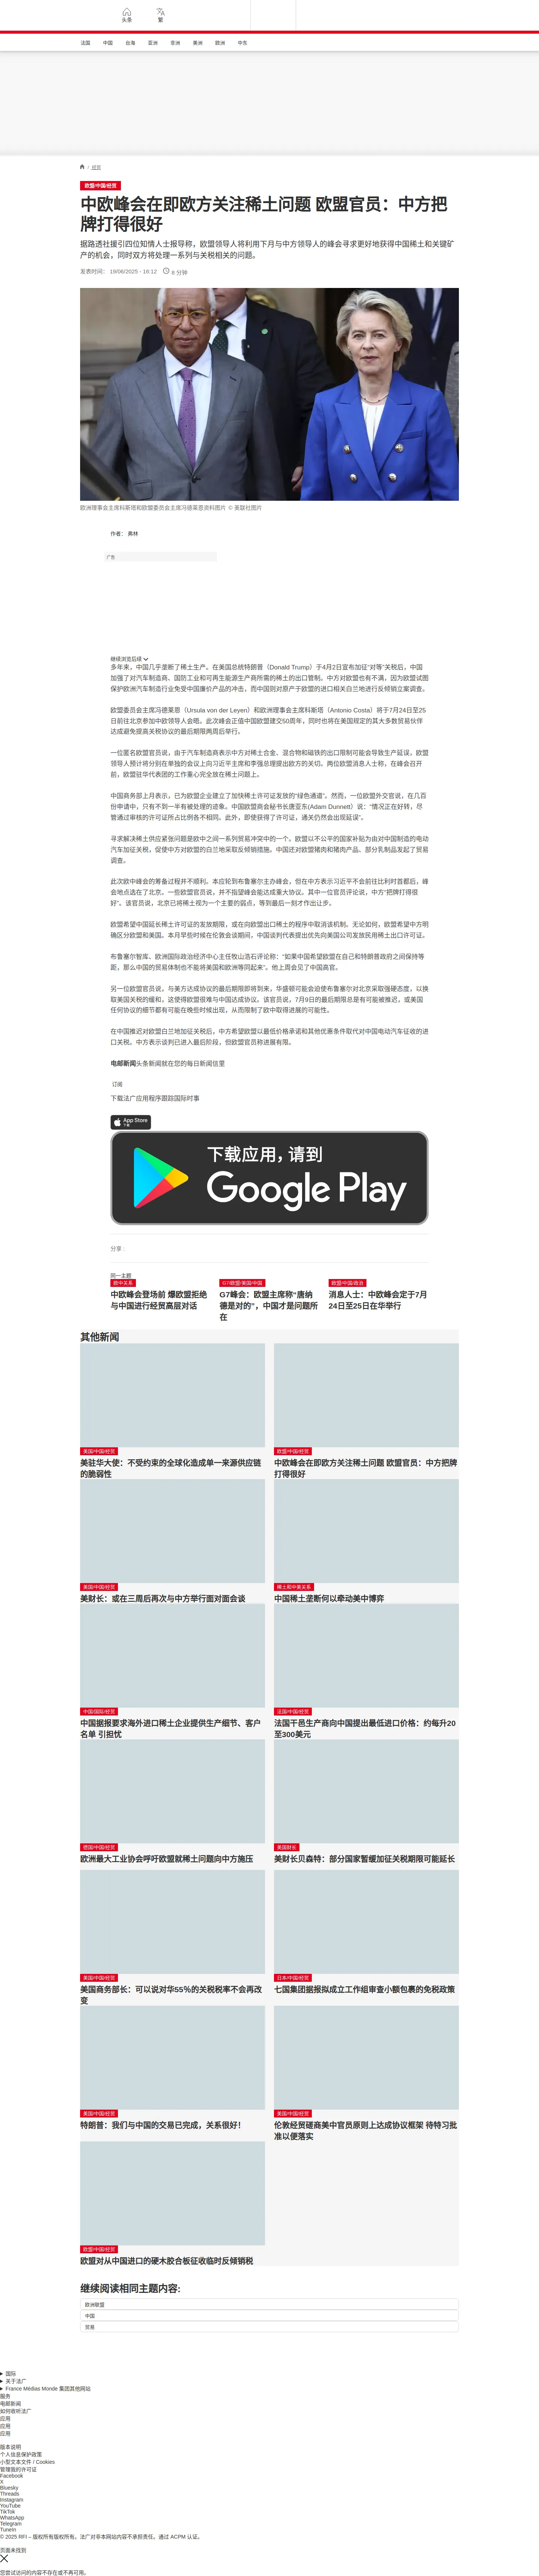 头条
繁
法国
中国
台海
亚洲
非洲
美洲
欧洲
中东
/ 经贸
欧盟/中国/经贸
中欧峰会在即欧方关注稀土问题 欧盟官员：中方把
牌打得很好
据路透社援引四位知情人士报导称，欧盟领导人将利用下月与中方领导人的峰会寻求更好地获得中国稀土和关键矿
产的机会，同时双方将处理一系列与关税相关的问题。
发表时间： 19/06/2025 - 16:12
8 分钟
欧洲理事会主席科斯塔和欧盟委员会主席冯德莱恩资料图片 © 美联社图片
作者： 弗林
广告
继续浏览后续
多年来，中国几乎垄断了稀土生产。在美国总统特朗普（Donald Trump）于4月2日宣布加征“对等”关税后，中国
加强了对汽车制造商、国防工业和可再生能源生产商所需的稀土的出口管制。中方对欧盟也有不满，因为欧盟试图
保护欧洲汽车制造行业免受中国廉价产品的冲击，而中国则对原产于欧盟的进口相关白兰地进行反倾销立案调查。
欧盟委员会主席冯德莱恩（Ursula von der Leyen）和欧洲理事会主席科斯塔（Antonio Costa）将于7月24日至25
日前往北京参加中欧领导人会晤。此次峰会正值中国欧盟建交50周年，同时也将在美国规定的其大多数贸易伙伴
达成避免提高关税协议的最后期限两周后举行。
一位匿名欧盟官员说，由于汽车制造商表示中方对稀土合金、混合物和磁铁的出口限制可能会导致生产延误，欧盟
领导人预计将分别在单独的会议上向习近平主席和李强总理提出欧方的关切。两位欧盟消息人士称，在峰会召开
前，欧盟驻华代表团的工作重心完全放在稀土问题上。
中国商务部上月表示，已为欧盟企业建立了加快稀土许可证发放的“绿色通道”。然而，一位欧盟外交官说，在几百
份申请中，只有不到一半有被处理的迹象。中国欧盟商会秘书长唐亚东(Adam Dunnett）说：“情况正在好转，尽
管通过审核的许可证所占比例各不相同。此外，即使获得了许可证，通关仍然会出现延误”。
寻求解决稀土供应紧张问题是欧中之间一系列贸易冲突中的一个。欧盟以不公平的国家补贴为由对中国制造的电动
汽车加征关税，促使中方对欧盟的白兰地采取反倾销措施。中国还对欧盟猪肉和猪肉产品、部分乳制品发起了贸易
调查。
此次欧中峰会的筹备过程并不顺利。本应轮到布鲁塞尔主办峰会，但在中方表示习近平不会前往比利时首都后，峰
会地点选在了北京。一些欧盟官员说，并不指望峰会能达成重大协议。其中一位官员评论说，中方“把牌打得很
好”。该官员说，北京已将稀土视为一个主要的弱点，等到最后一刻才作出让步。
欧盟希望中国延长稀土许可证的发放期限，或在向欧盟出口稀土的程序中取消该机制。无论如何，欧盟希望中方明
确区分欧盟和美国。本月早些时候在伦敦会谈期间，中国谈判代表提出优先向美国公司发放民用稀土出口许可证。
布鲁塞尔智库、欧洲国际政治经济中心主任牧山浩石评论称：“如果中国希望欧盟在自己和特朗普政府之间保持等
距，那么中国的贸易体制也不能将美国和欧洲等同起来”。他上周会见了中国高官。
另一位欧盟官员说，与美方达成协议的最后期限即将到来，华盛顿可能会迫使布鲁塞尔对北京采取强硬态度，以换
取美国关税的缓和，这使得欧盟很难与中国达成协议。该官员说，7月9日的最后期限总是有可能被推迟，或美国
任何协议的细节都有可能在晚些时候出现，从而限制了欧中取得进展的可能性。
在中国推迟对欧盟白兰地加征关税后，中方希望欧盟以最低价格承诺和其他优惠条件取代对中国电动汽车征收的进
口关税。中方表示谈判已进入最后阶段，但欧盟官员称进展有限。
电邮新闻头条新闻就在您的每日新闻信里
订阅
下载法广应用程序跟踪国际时事
App Store
下载应用，请到
Google Play
分享 :
同一主题
欧中关系
中欧峰会登场前 爆欧盟拒绝
与中国进行经贸高层对话
G7/欧盟/美国/中国
G7峰会：欧盟主席称“唐纳
德是对的”，中国才是问题所
在
欧盟/中国/政治
消息人士：中欧峰会定于7月
24日至25日在华举行
其他新闻
美国/中国/经贸
美驻华大使：不受约束的全球化造成单一来源供应链
的脆弱性
欧盟/中国/经贸
中欧峰会在即欧方关注稀土问题 欧盟官员：中方把牌
打得很好
美国/中国/经贸
美财长：或在三周后再次与中方举行面对面会谈
稀土和中美关系
中国稀土垄断何以牵动美中博弈
中国/国际/经贸
中国据报要求海外进口稀土企业提供生产细节、客户
名单 引担忧
法国/中国/经贸
法国干邑生产商向中国提出最低进口价格：约每升20
至300美元
德国/中国/经贸
欧洲最大工业协会呼吁欧盟就稀土问题向中方施压
美国财长
美财长贝森特：部分国家暂缓加征关税期限可能延长
美国/中国/经贸
美国商务部长：可以说对华55％的关税税率不会再改
变
日本/中国/经贸
七国集团据报拟成立工作组审查小额包裹的免税政策
美国/中国/经贸
特朗普：我们与中国的交易已完成，关系很好！
美国/中国/经贸
伦敦经贸磋商美中官员原则上达成协议框架 待特习批
准以便落实
欧盟/中国/经贸
欧盟对从中国进口的硬木胶合板征收临时反倾销税
继续阅读相同主题内容:
欧洲联盟
中国
贸易
国际
关于法广
France Médias Monde 集团其他网站
服务
电邮新闻
如何收听法广
应用
应用
应用
版本说明
个人信息保护政策
小型文本文件 / Cookies
管理我的许可证
Facebook
X
Bluesky
Threads
Instagram
YouTube
TikTok
WhatsApp
Telegram
TuneIn
© 2025 RFI – 版权所有版权所有。法广对非本网站内容不承担责任。通过 ACPM 认证。
页面未找到
您尝试访问的内容不存在或不再可用。